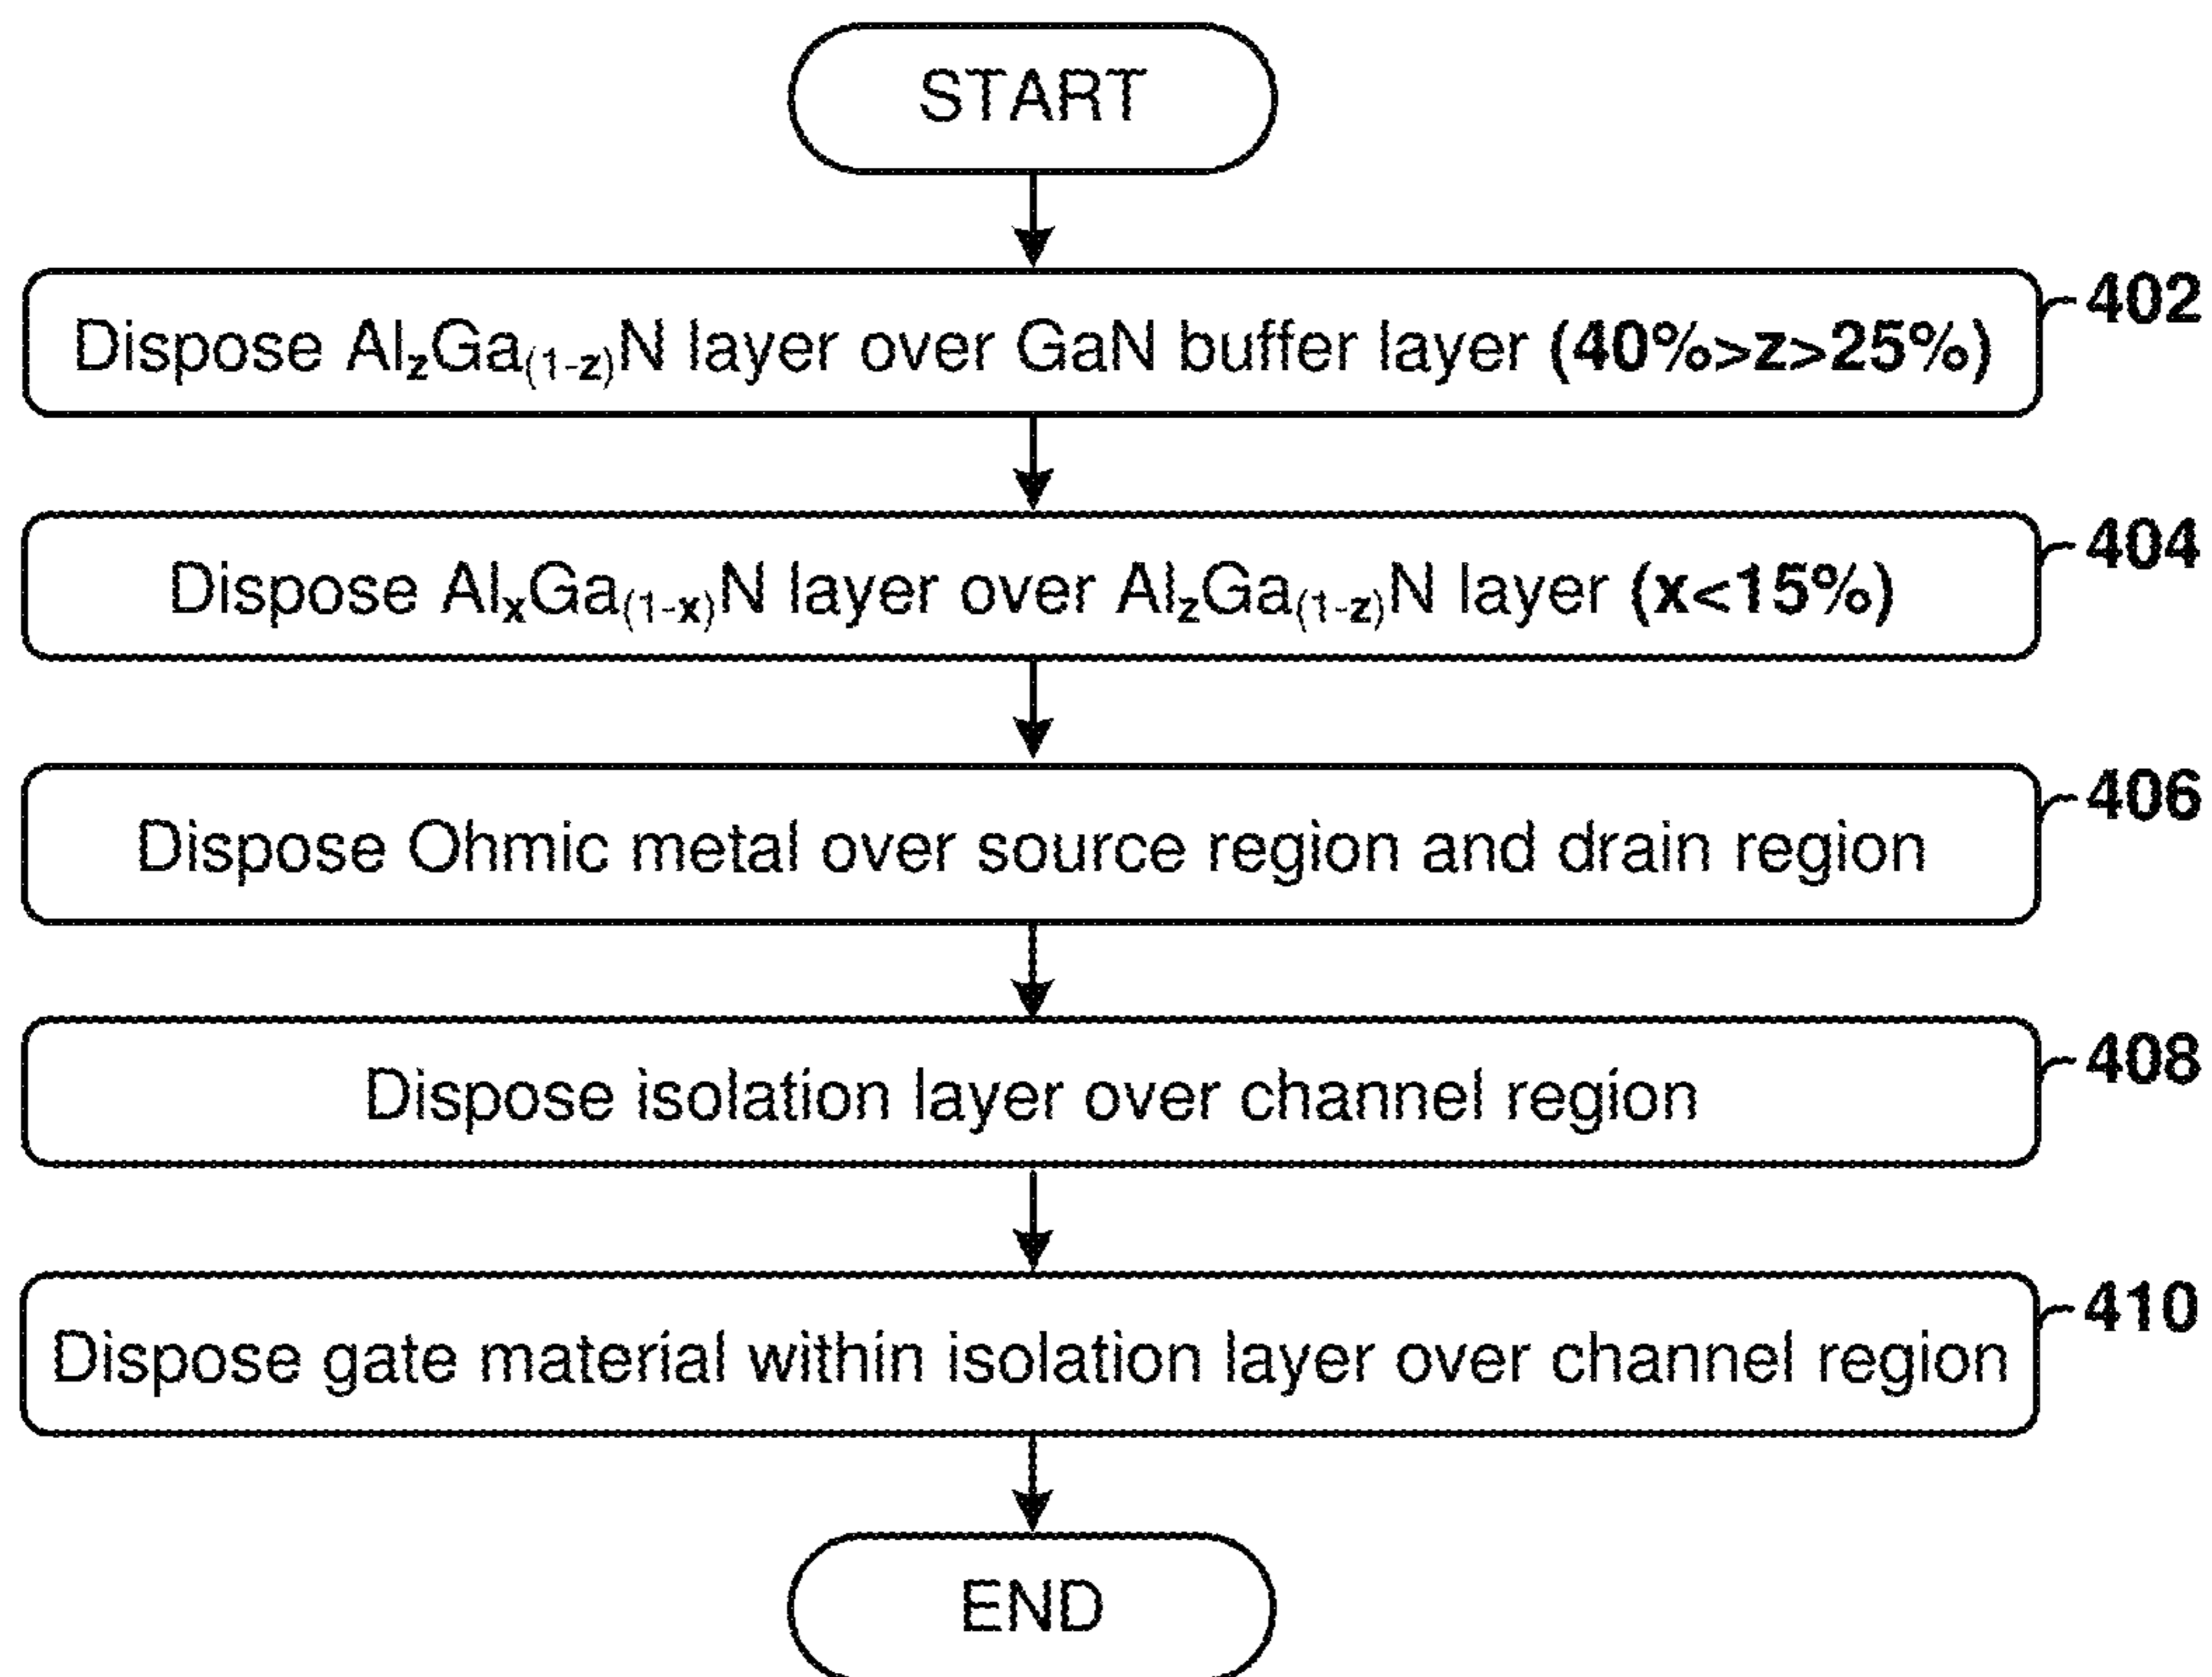 START
Dispose AlzGa(1-z)N layer over GaN buffer layer (40%>z>25%)
402
Dispose AlxGa(1-x)N layer over AlzGa(1-z)N layer (x<15%)
404
Dispose Ohmic metal over source region and drain region
406
Dispose isolation layer over channel region
408
Dispose gate material within isolation layer over channel region
410
END